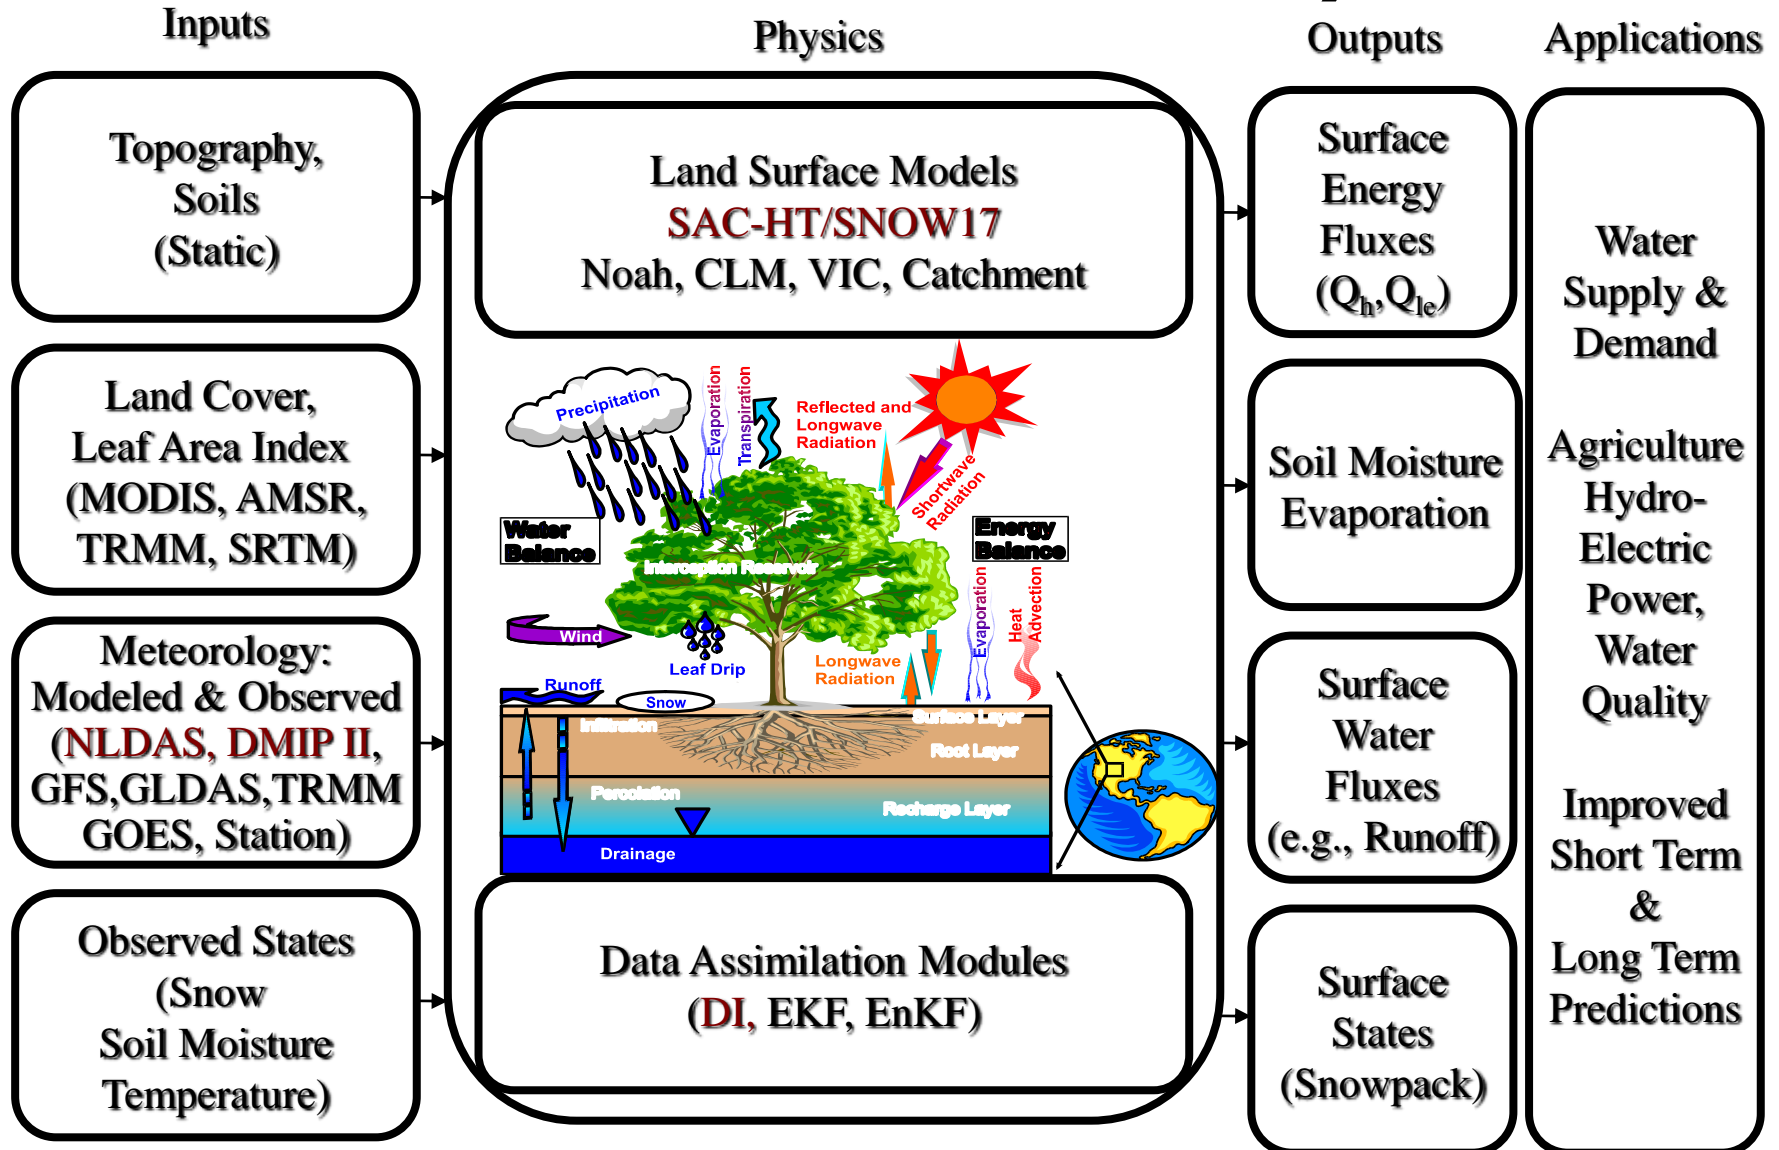 Inputs
Topography,
Soils
(Static)
Land Cover,
Leaf Area Index
(MODIS, AMSR,
TRMM, SRTM)
Meteorology:
Modeled & Observed
(NLDAS, DMIP II,
GFS,GLDAS,TRMM
GOES, Station)
Observed States
(Snow
Soil Moisture
Temperature)
Physics
Land Surface Models
SAC-HT/SNOW17
Noah, CLM, VIC, Catchment
Precipitation
Evaporation
Transpiration
Reflected and
Longwave
Radiation
Shortwave
Radiation
Water
Balance
Energy
Balance
Interception Reservoir
Wind
Leaf Drip
Longwave
Radiation
Evaporation
Heat
Advection
Runoff
Snow
Infiltration
Surface Layer
Root Layer
Percolation
Recharge Layer
Drainage
Data Assimilation Modules
(DI, EKF, EnKF)
Outputs
Surface
Energy
Fluxes
(Qh,Qle)
Soil Moisture
Evaporation
Surface
Water
Fluxes
(e.g., Runoff)
Surface
States
(Snowpack)
Applications
Water
Supply &
Demand
Agriculture
Hydro-
Electric
Power,
Water
Quality
Improved
Short Term
&
Long Term
Predictions